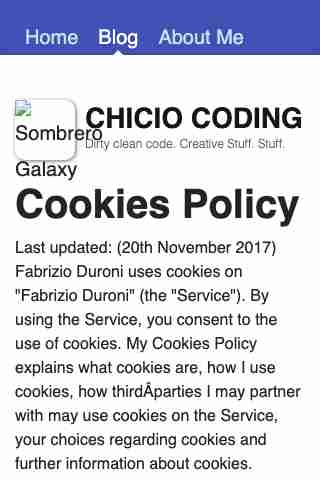 Home Blog About Me
Sombrero
Galaxy
CHICIO CODING
Dirty clean code. Creative Stuff. Stuff.
Cookies Policy
Last updated: (20th November 2017)
Fabrizio Duroni uses cookies on
"Fabrizio Duroni" (the "Service"). By
using the Service, you consent to the
use of cookies. My Cookies Policy
explains what cookies are, how I use
cookies, how thirdÂparties I may partner
with may use cookies on the Service,
your choices regarding cookies and
further information about cookies.